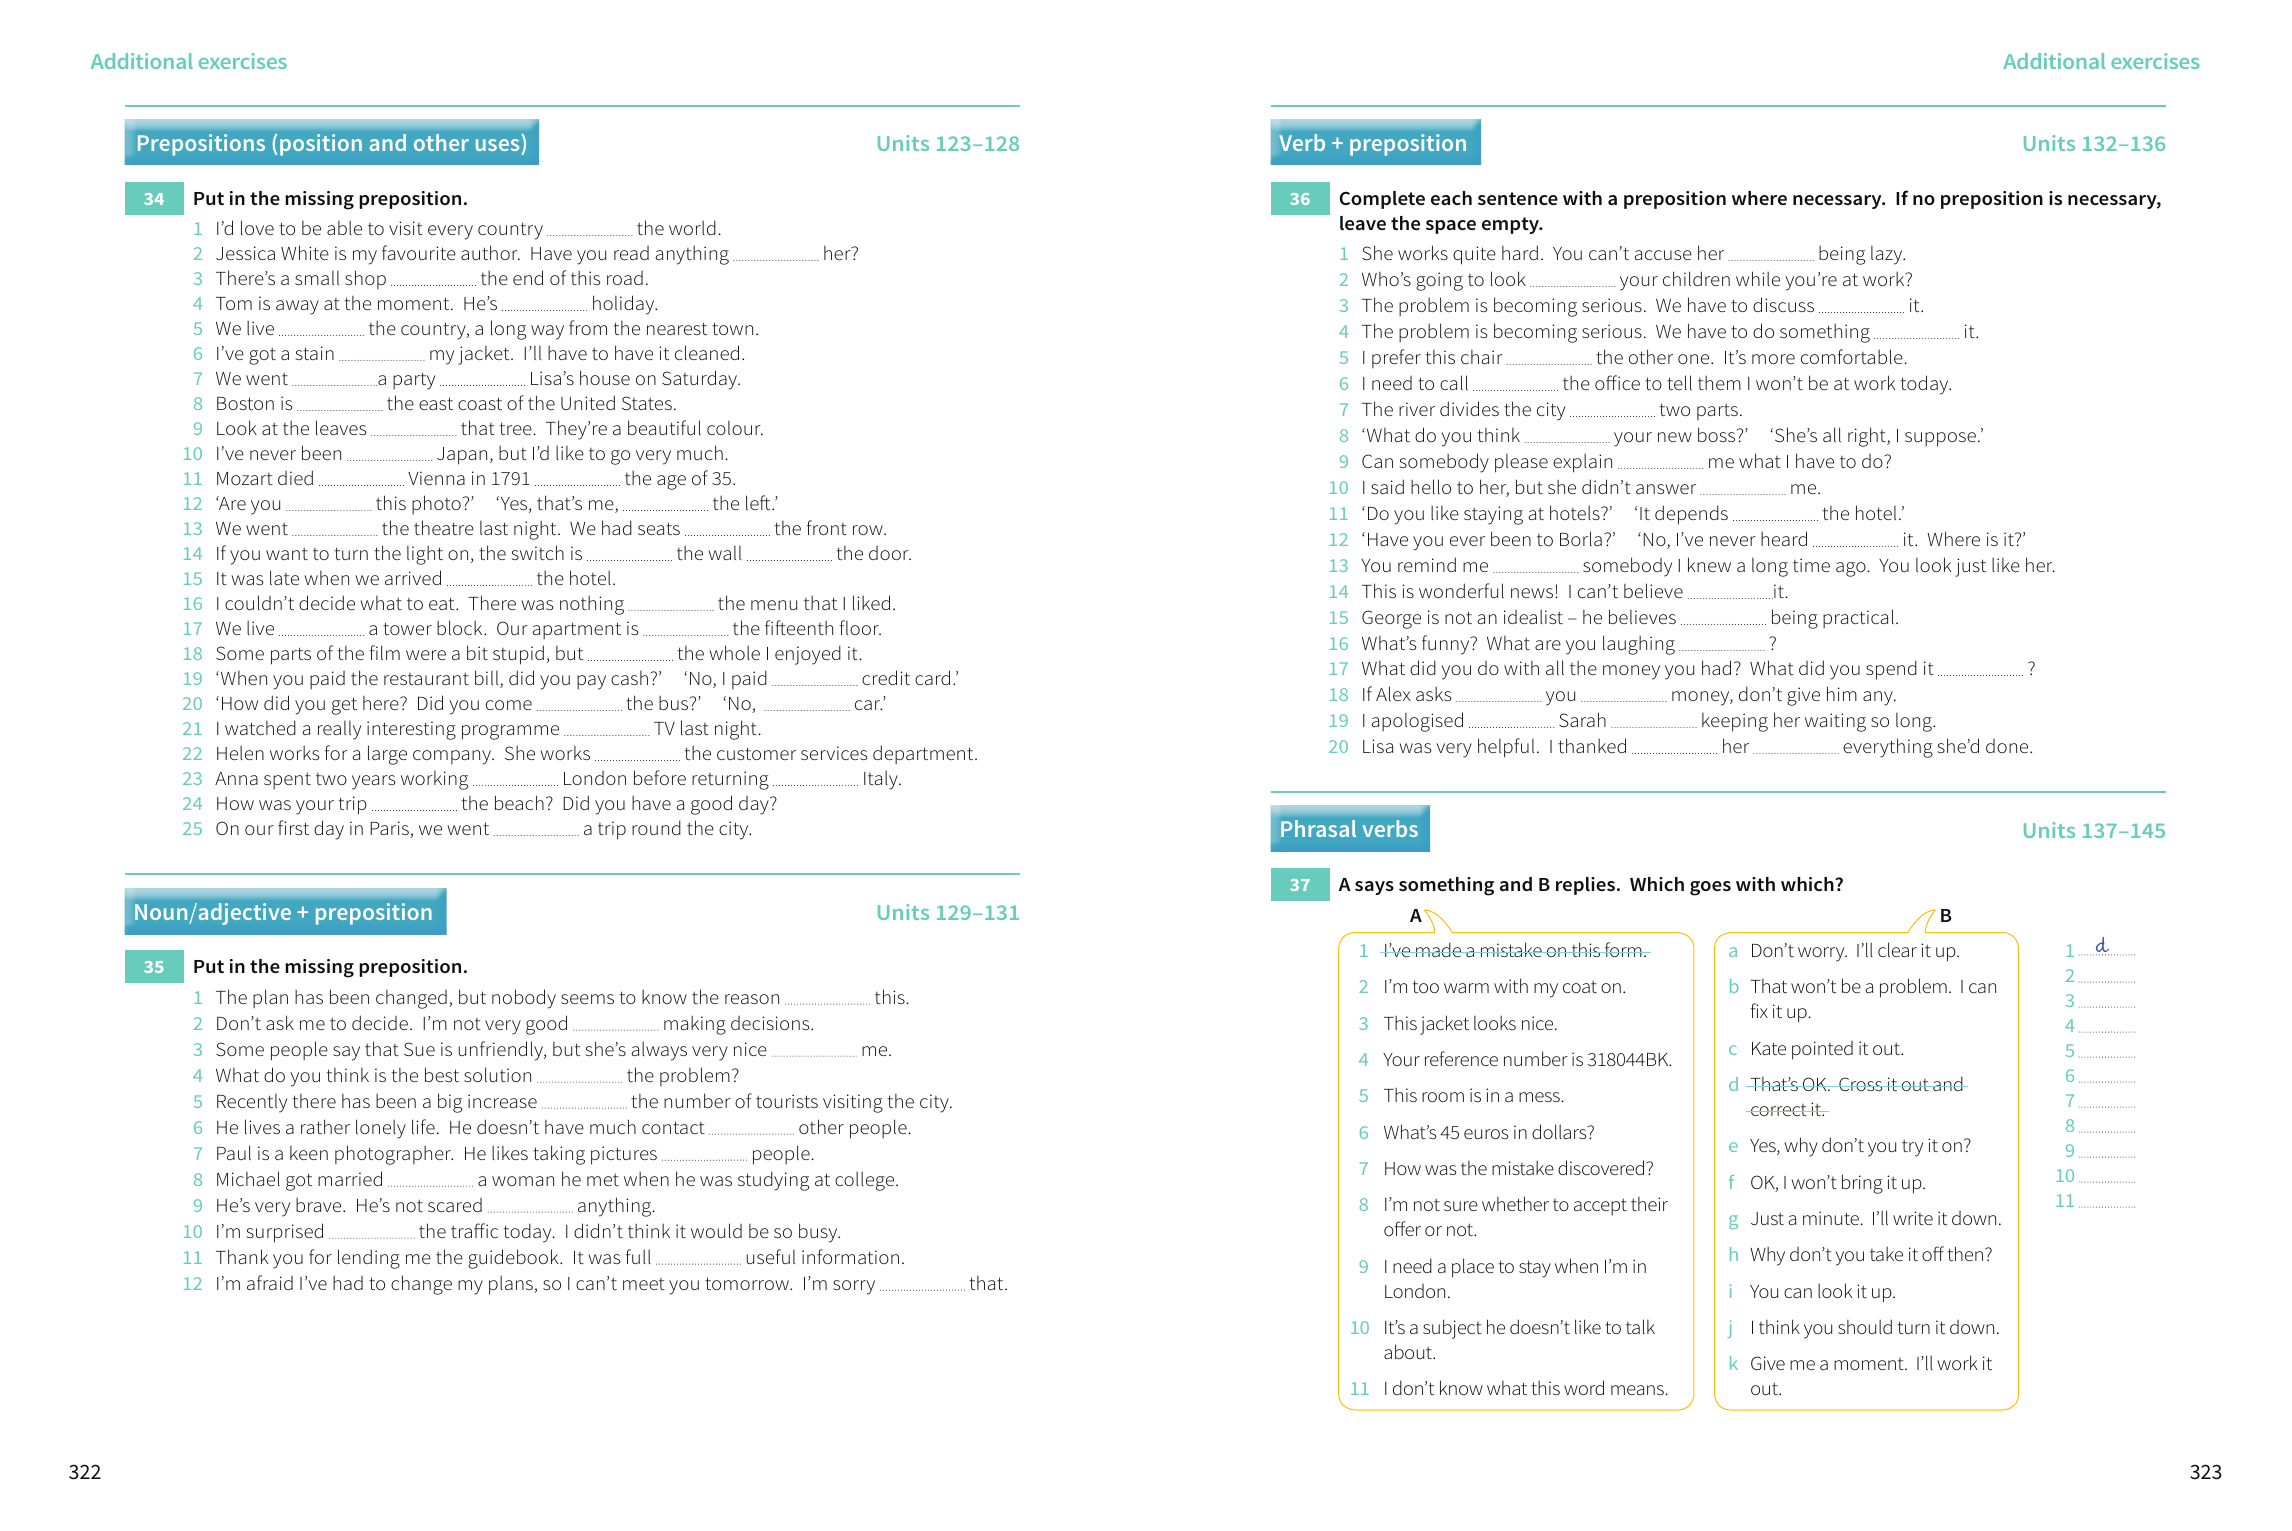 Additional exercises
Prepositions (position and other uses)
Units 123–128
34 Put in the missing preposition.
1 I’d love to be able to visit every country ............ the world.
2 Jessica White is my favourite author. Have you read anything ............ her?
3 There’s a small shop ............ the end of this road.
4 Tom is away at the moment. He’s ............ holiday.
5 We live ............ the country, a long way from the nearest town.
6 I’ve got a stain ............ my jacket. I’ll have to have it cleaned.
7 We went ............ a party ............ Lisa’s house on Saturday.
8 Boston is ............ the east coast of the United States.
9 Look at the leaves ............ that tree. They’re a beautiful colour.
10 I’ve never been ............ Japan, but I’d like to go very much.
11 Mozart died ............ Vienna in 1791 ............ the age of 35.
12 ‘Are you ............ this photo?’ ‘Yes, that’s me, ............ the left.’
13 We went ............ the theatre last night. We had seats ............ the front row.
14 If you want to turn the light on, the switch is ............ the wall ............ the door.
15 It was late when we arrived ............ the hotel.
16 I couldn’t decide what to eat. There was nothing ............ the menu that I liked.
17 We live ............ a tower block. Our apartment is ............ the fifteenth floor.
18 Some parts of the film were a bit stupid, but ............ the whole I enjoyed it.
19 ‘When you paid the restaurant bill, did you pay cash?’ ‘No, I paid ............ credit card.’
20 ‘How did you get here? Did you come ............ the bus?’ ‘No, ............ car.’
21 I watched a really interesting programme ............ TV last night.
22 Helen works for a large company. She works ............ the customer services department.
23 Anna spent two years working ............ London before returning ............ Italy.
24 How was your trip ............ the beach? Did you have a good day?
25 On our first day in Paris, we went ............ a trip round the city.
Noun/adjective + preposition
Units 129–131
35 Put in the missing preposition.
1 The plan has been changed, but nobody seems to know the reason ............ this.
2 Don’t ask me to decide. I’m not very good ............ making decisions.
3 Some people say that Sue is unfriendly, but she’s always very nice ............ me.
4 What do you think is the best solution ............ the problem?
5 Recently there has been a big increase ............ the number of tourists visiting the city.
6 He lives a rather lonely life. He doesn’t have much contact ............ other people.
7 Paul is a keen photographer. He likes taking pictures ............ people.
8 Michael got married ............ a woman he met when he was studying at college.
9 He’s very brave. He’s not scared ............ anything.
10 I’m surprised ............ the traffic today. I didn’t think it would be so busy.
11 Thank you for lending me the guidebook. It was full ............ useful information.
12 I’m afraid I’ve had to change my plans, so I can’t meet you tomorrow. I’m sorry ............ that.
322
Additional exercises
Verb + preposition
Units 132–136
36 Complete each sentence with a preposition where necessary. If no preposition is necessary,
leave the space empty.
1 She works quite hard. You can’t accuse her ............ being lazy.
2 Who’s going to look ............ your children while you’re at work?
3 The problem is becoming serious. We have to discuss ............ it.
4 The problem is becoming serious. We have to do something ............ it.
5 I prefer this chair ............ the other one. It’s more comfortable.
6 I need to call ............ the office to tell them I won’t be at work today.
7 The river divides the city ............ two parts.
8 ‘What do you think ............ your new boss?’ ‘She’s all right, I suppose.’
9 Can somebody please explain ............ me what I have to do?
10 I said hello to her, but she didn’t answer ............ me.
11 ‘Do you like staying at hotels?’ ‘It depends ............ the hotel.’
12 ‘Have you ever been to Borla?’ ‘No, I’ve never heard ............ it. Where is it?’
13 You remind me ............ somebody I knew a long time ago. You look just like her.
14 This is wonderful news! I can’t believe ............ it.
15 George is not an idealist – he believes ............ being practical.
16 What’s funny? What are you laughing ............ ?
17 What did you do with all the money you had? What did you spend it ............ ?
18 If Alex asks ............ you ............ money, don’t give him any.
19 I apologised ............ Sarah ............ keeping her waiting so long.
20 Lisa was very helpful. I thanked ............ her ............ everything she’d done.
Phrasal verbs
Units 137–145
37 A says something and B replies. Which goes with which?
A
1 I’ve made a mistake on this form.
2 I’m too warm with my coat on.
3 This jacket looks nice.
4 Your reference number is 318044BK.
5 This room is in a mess.
6 What’s 45 euros in dollars?
7 How was the mistake discovered?
8 I’m not sure whether to accept their
offer or not.
9 I need a place to stay when I’m in
London.
10 It’s a subject he doesn’t like to talk
about.
11 I don’t know what this word means.
B
a Don’t worry. I’ll clear it up.
b That won’t be a problem. I can
fix it up.
c Kate pointed it out.
d That’s OK. Cross it out and
correct it.
e Yes, why don’t you try it on?
f OK, I won’t bring it up.
g Just a minute. I’ll write it down.
h Why don’t you take it off then?
i You can look it up.
j I think you should turn it down.
k Give me a moment. I’ll work it
out.
1 d
2 ............
3 ............
4 ............
5 ............
6 ............
7 ............
8 ............
9 ............
10 ............
11 ............
323